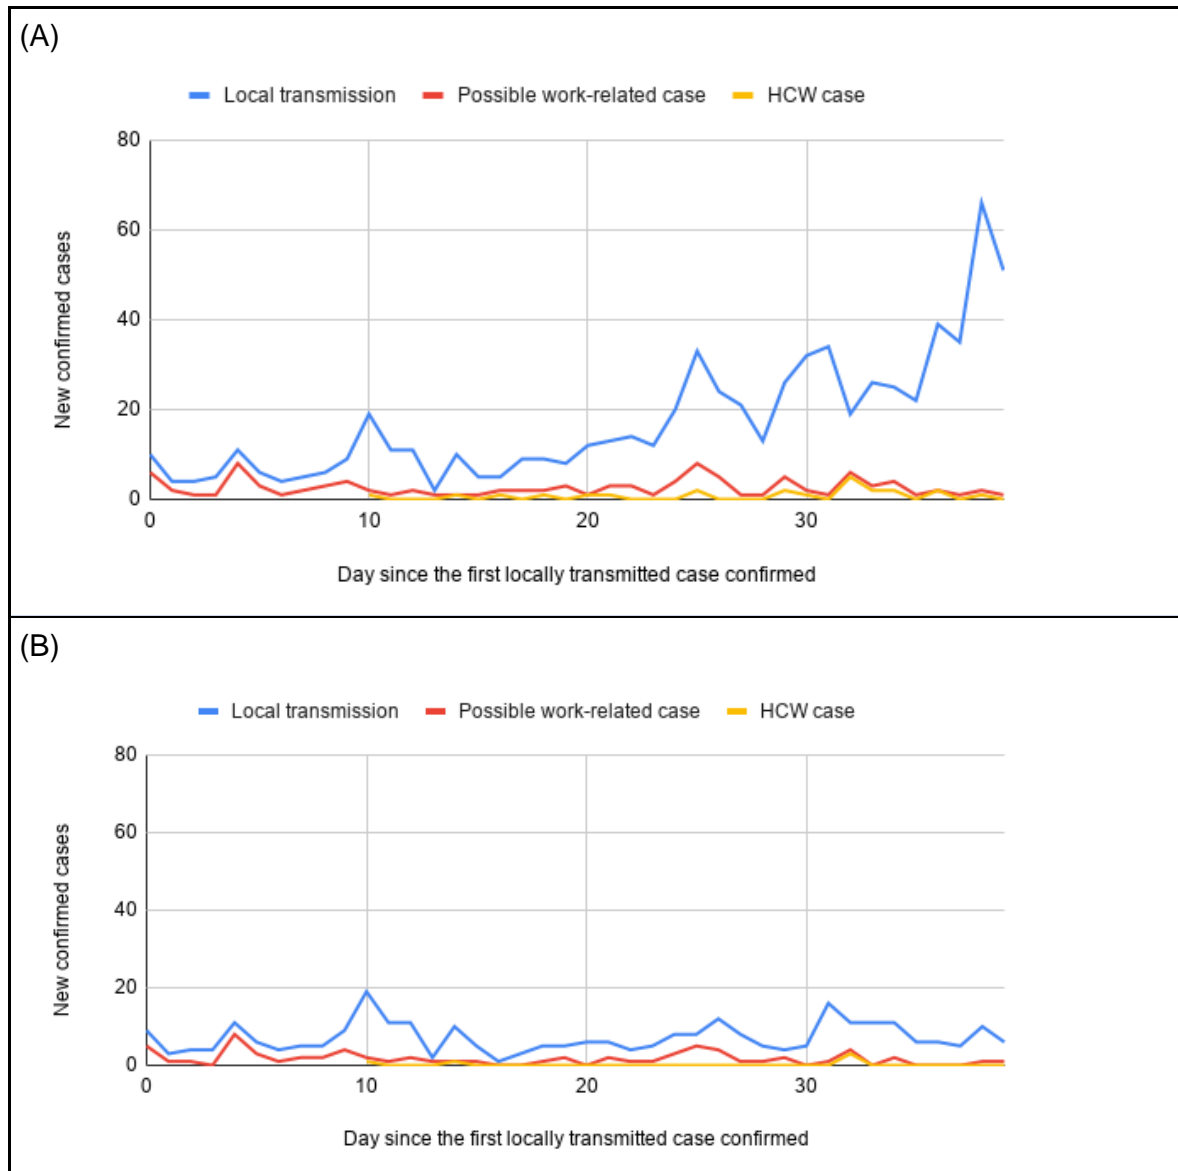 (A)
Local transmission Possible work-related case HCW case
80
60
40
20
0
New confirmed cases
0 10 20 30
Day since the first locally transmitted case confirmed
(B)
Local transmission Possible work-related case HCW case
80
60
40
20
0
New confirmed cases
0 10 20 30
Day since the first locally transmitted case confirmed